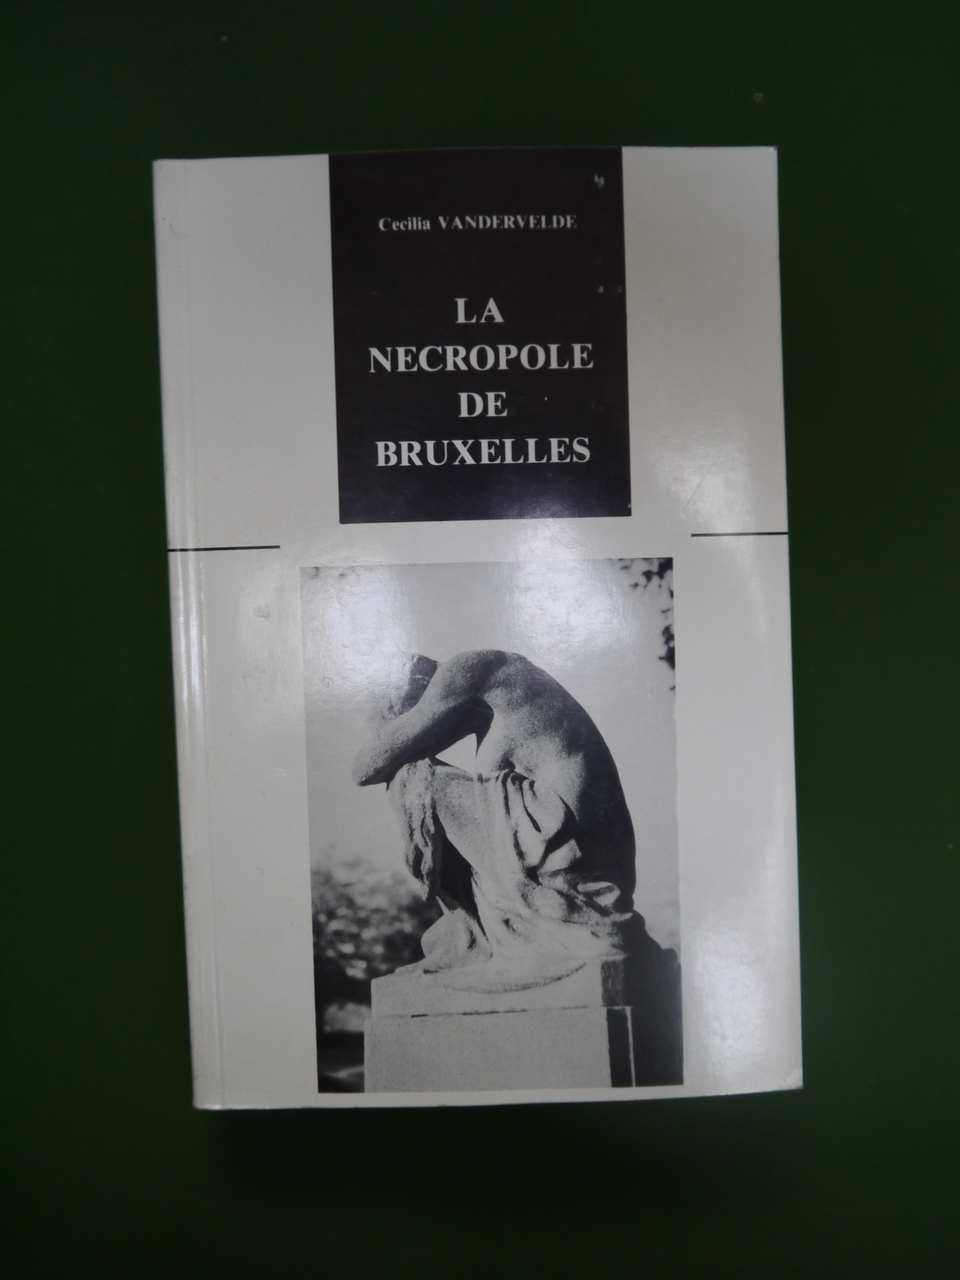 Cecilia VANDERVELDE
LA
NECROPOLE
DE
BRUXELLES